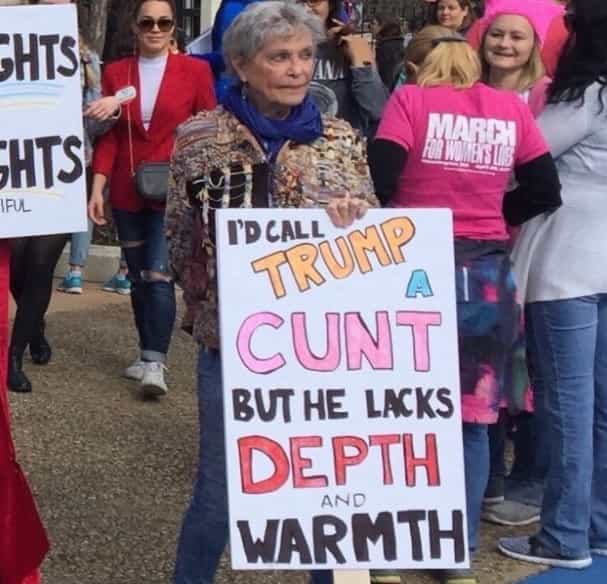 I'D CALL
TRUMP
A
CUNT
BUT HE LACKS
DEPTH
AND
WARMTH
MARCH
FOR WOMEN'S LIVES
GHTS
GHTS
IFUL